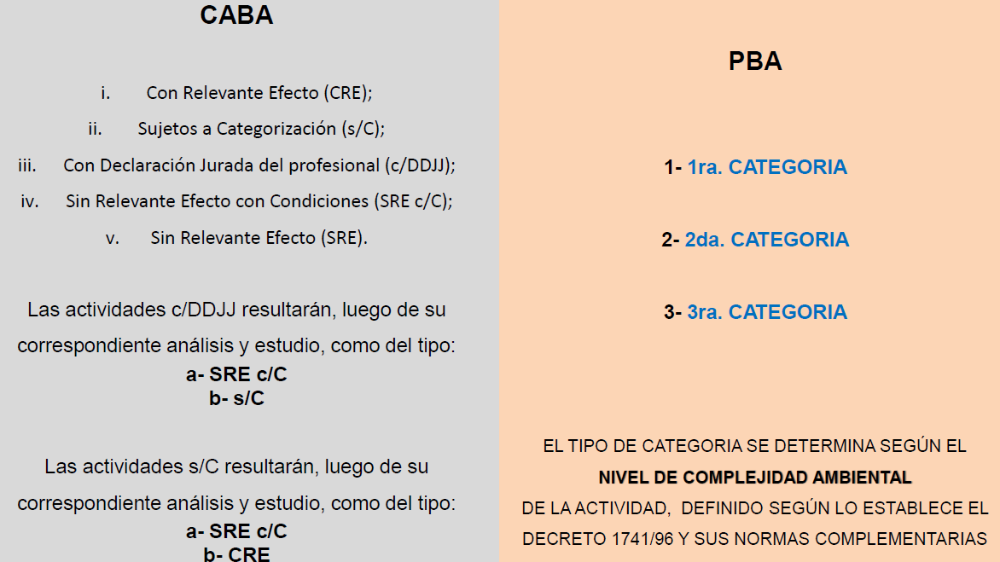 CABA
i. Con Relevante Efecto (CRE);
ii. Sujetos a Categorización (s/C);
iii. Con Declaración Jurada del profesional (c/DDJJ);
iv. Sin Relevante Efecto con Condiciones (SRE c/C);
v. Sin Relevante Efecto (SRE).
Las actividades c/DDJJ resultarán, luego de su
correspondiente análisis y estudio, como del tipo:
a- SRE c/C
b- s/C
Las actividades s/C resultarán, luego de su
correspondiente análisis y estudio, como del tipo:
a- SRE c/C
b- CRE
PBA
1- 1ra. CATEGORIA
2- 2da. CATEGORIA
3- 3ra. CATEGORIA
EL TIPO DE CATEGORIA SE DETERMINA SEGÚN EL
NIVEL DE COMPLEJIDAD AMBIENTAL
DE LA ACTIVIDAD, DEFINIDO SEGÚN LO ESTABLECE EL
DECRETO 1741/96 Y SUS NORMAS COMPLEMENTARIAS